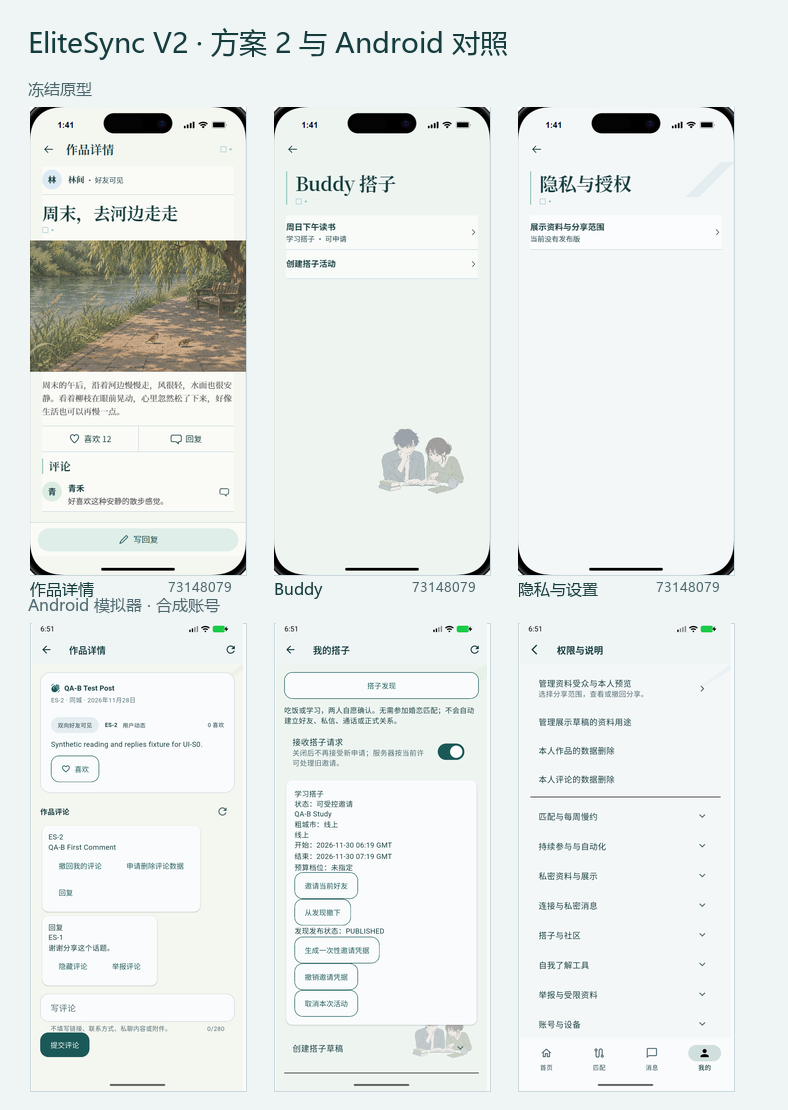 EliteSync V2 · 方案 2 与 Android 对照
冻结原型
1:41
作品详情
林
林间 · 好友可见
周末，去河边走走
周末的午后，沿着河边慢慢走，风很轻，水面也很安
静。看着柳枝在眼前晃动，心里忽然松了下来，好像
生活也可以再慢一点。
喜欢 12
回复
评论
青
青禾
好喜欢这种安静的散步感觉。
写回复
作品详情
73148079
1:41
Buddy 搭子
周日下午读书
学习搭子 · 可申请
创建搭子活动
Buddy
73148079
1:41
隐私与授权
展示资料与分享范围
当前没有发布版
隐私与设置
73148079
Android 模拟器 · 合成账号
6:51
作品详情
QA-B Test Post
ES-2 · 同城 · 2026年11月28日
双向好友可见
ES-2
用户动态
0 喜欢
Synthetic reading and replies fixture for UI-S0.
喜欢
作品评论
ES-2
QA-B First Comment
撤回我的评论
申请删除评论数据
回复
回复
ES-1
谢谢分享这个话题。
隐藏评论
举报评论
写评论
不填写链接、联系方式、私聊内容或附件。
0/280
提交评论
6:51
我的搭子
搭子发现
吃饭或学习，两人自愿确认。无需参加婚恋匹配；不会自动
建立好友、私信、通话或正式关系。
接收搭子请求
关闭后不再接受新申请；服务器按当前许
可处理旧邀请。
学习搭子
状态：可受控邀请
QA-B Study
粗城市：线上
线上
开始：2026-11-30 06:19 GMT
结束：2026-11-30 07:19 GMT
预算档位：未指定
邀请当前好友
从发现撤下
发现发布状态：PUBLISHED
生成一次性邀请凭据
撤销邀请凭据
取消本次活动
创建搭子草稿
6:51
权限与说明
管理资料受众与本人预览
选择分享范围，查看或撤回分享。
管理展示草稿的资料用途
本人作品的数据删除
本人评论的数据删除
匹配与每周慢约
持续参与与自动化
私密资料与展示
连接与私密消息
搭子与社区
自我了解工具
举报与受限资料
账号与设备
首页
匹配
消息
我的